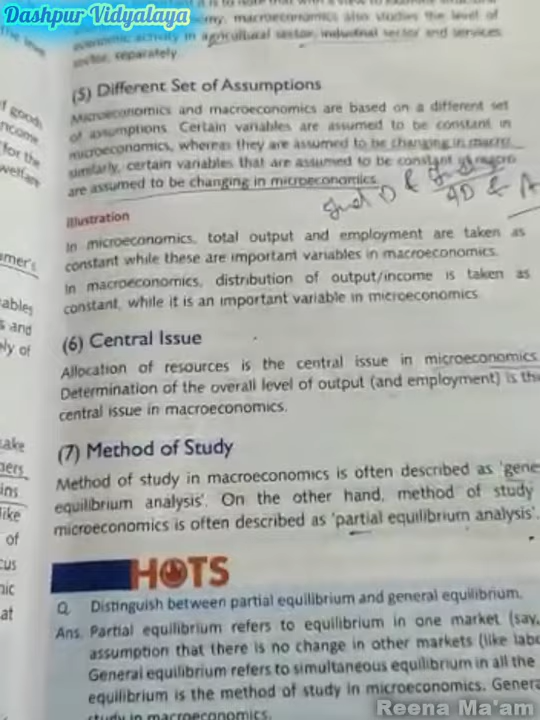 Dashpur Vidyalaya
macroeconomics also studies the level of
economic activity in agricultural sector, industrial sector and services
sector, separately.
(5) Different Set of Assumptions
Microeconomics and macroeconomics are based on a different set
of assumptions. Certain variables are assumed to be constant in
microeconomics, whereas they are assumed to be changing in macro
similarly, certain variables that are assumed to be constant in macro
are assumed to be changing in microeconomics.
AD &
Illustration
In microeconomics, total output and employment are taken as
constant while these are important variables in macroeconomics.
In macroeconomics, distribution of output/income is taken as
constant, while it is an important variable in microeconomics
(6) Central Issue
Allocation of resources is the central issue in microeconomics
Determination of the overall level of output (and employment) is the
central issue in macroeconomics.
(7) Method of Study
Method of study in macroeconomics is often described as 'gene
equilibrium analysis'. On the other hand, method of study
microeconomics is often described as 'partial equilibrium analysis'.
HOTS
Q. Distinguish between partial equilibrium and general equilibrium.
Ans. Partial equilibrium refers to equilibrium in one market (say,
assumption that there is no change in other markets (like labo
General equilibrium refers to simultaneous equilibrium in all the
equilibrium is the method of study in microeconomics. Genera
study in macroeconomics.
Reena Ma'am